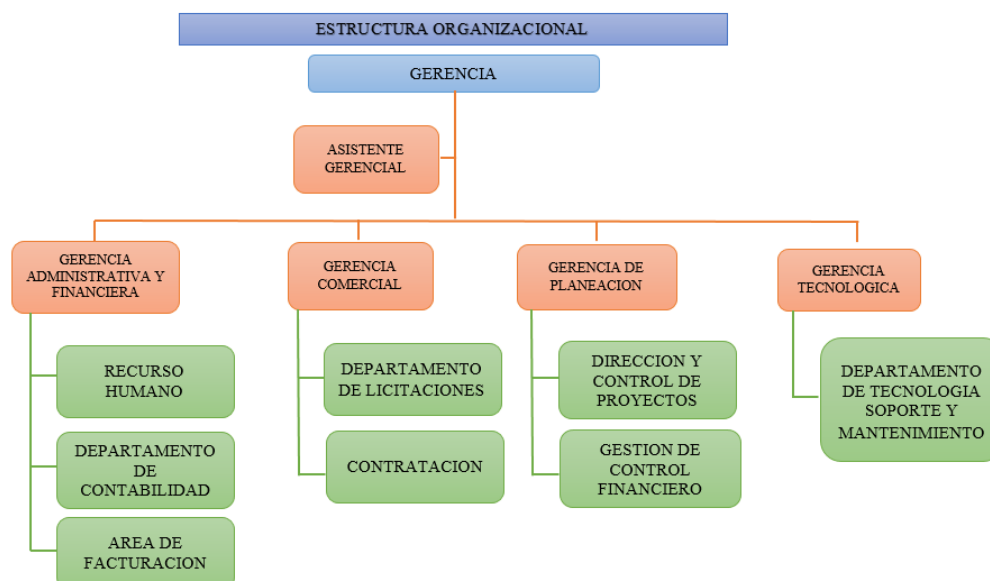 ESTRUCTURA ORGANIZACIONAL
GERENCIA
ASISTENTE
GERENCIAL
GERENCIA
ADMINISTRATIVA Y
FINANCIERA
GERENCIA
COMERCIAL
GERENCIA DE
PLANEACION
GERENCIA
TECNOLOGICA
RECURSO
HUMANO
DEPARTAMENTO
DE
CONTABILIDAD
AREA DE
FACTURACION
DEPARTAMENTO
DE LICITACIONES
CONTRATACION
DIRECCION Y
CONTROL DE
PROYECTOS
GESTION DE
CONTROL
FINANCIERO
DEPARTAMENTO
DE TECNOLOGIA
SOPORTE Y
MANTENIMIENTO